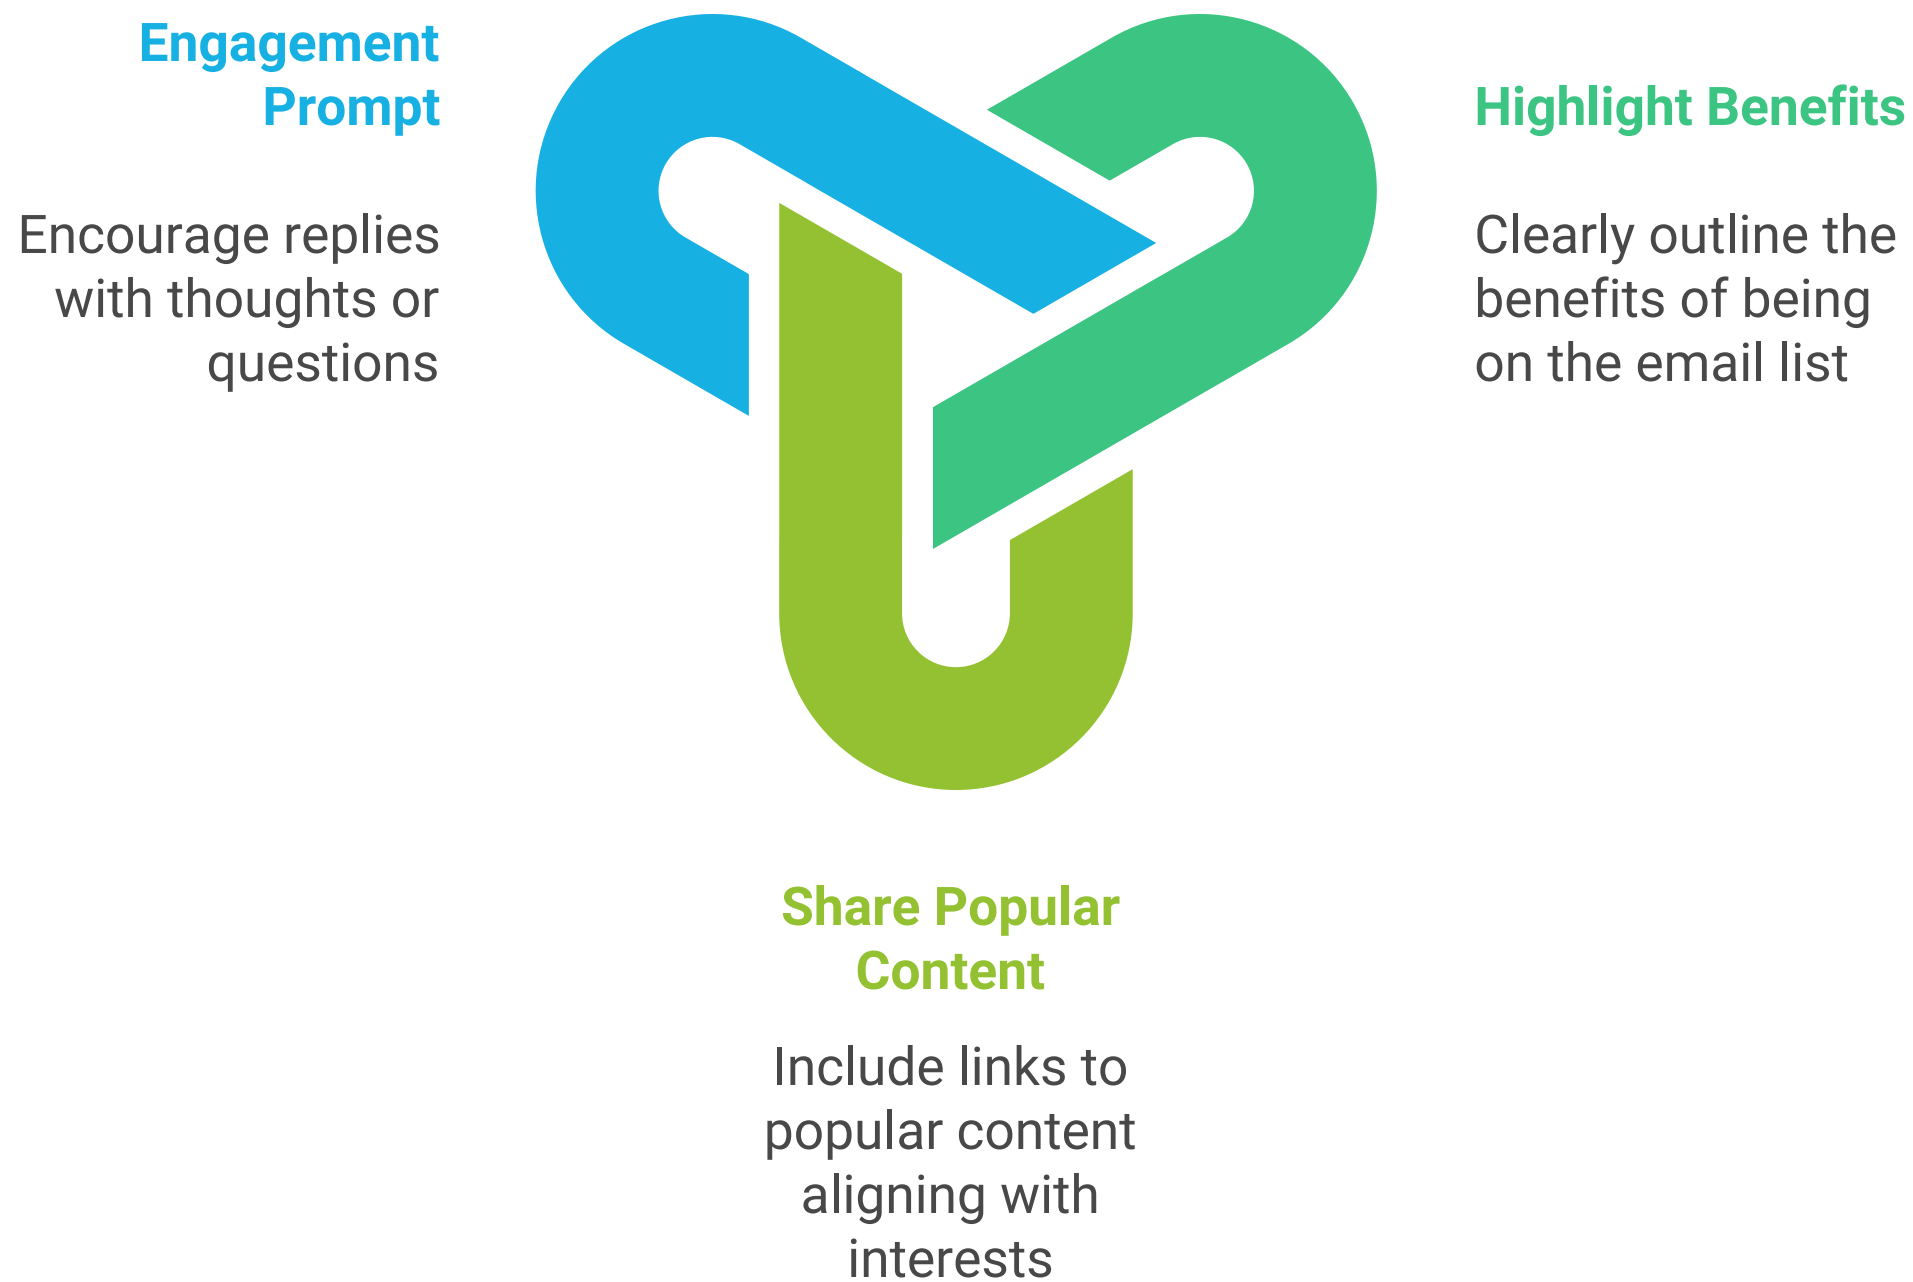 Engagement
Prompt
Encourage replies
with thoughts or
questions
Highlight Benefits
Clearly outline the
benefits of being
on the email list
Share Popular
Content
Include links to
popular content
aligning with
interests